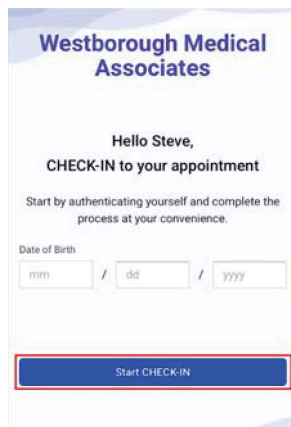 Westborough Medical
Associates
Hello Steve,
CHECK-IN to your appointment
Start by authenticating yourself and complete the
process at your convenience.
Date of Birth
mm / dd / yyyy
Start CHECK-IN